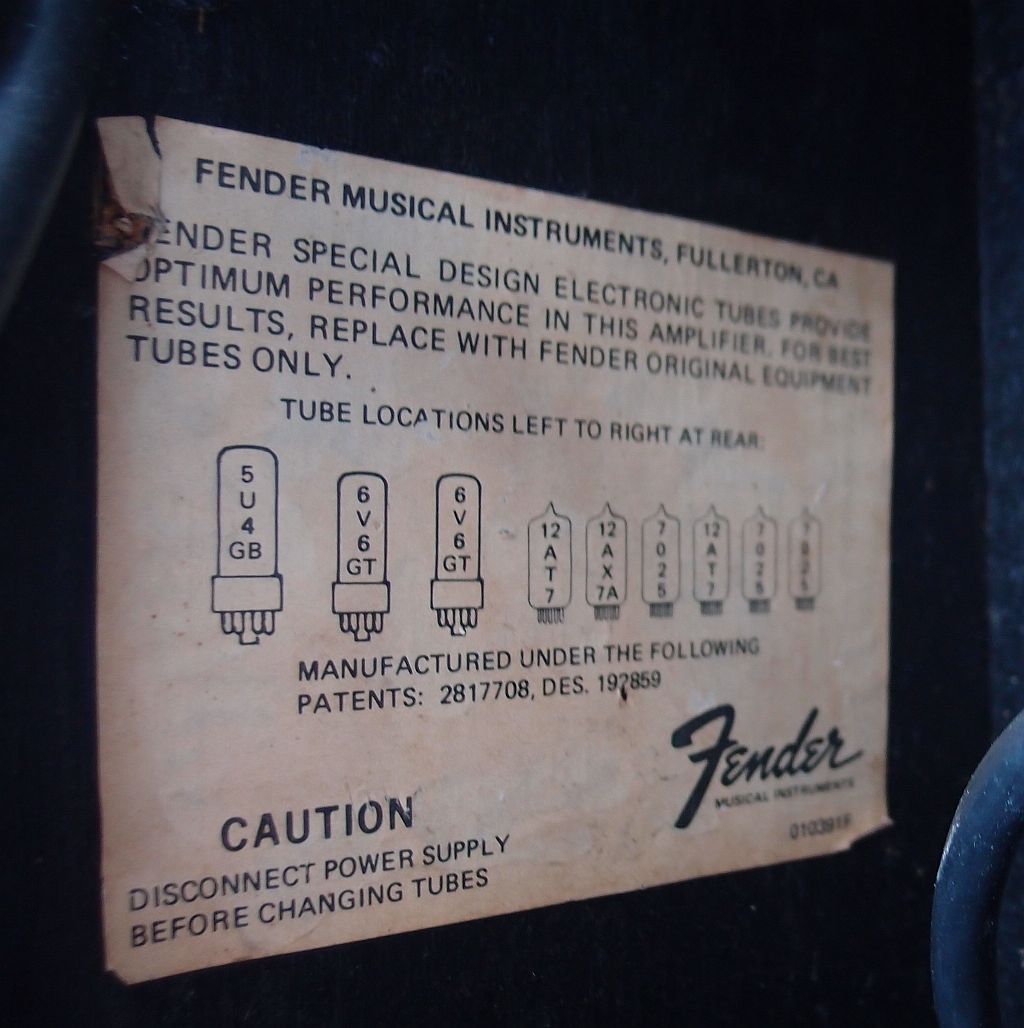 FENDER MUSICAL INSTRUMENTS, FULLERTON, CA
ENDER SPECIAL DESIGN ELECTRONIC TUBES PROVIDE
OPTIMUM PERFORMANCE IN THIS AMPLIFIER. FOR BEST
RESULTS, REPLACE WITH FENDER ORIGINAL EQUIPMENT
TUBES ONLY.
TUBE LOCATIONS LEFT TO RIGHT AT REAR:
5U4GB 6V6GT 6V6GT 12AT7 12AX7A 7025 12AT7 7025 7025
MANUFACTURED UNDER THE FOLLOWING
PATENTS: 2817708, DES. 192859
Fender
MUSICAL INSTRUMENTS
CAUTION
DISCONNECT POWER SUPPLY
BEFORE CHANGING TUBES